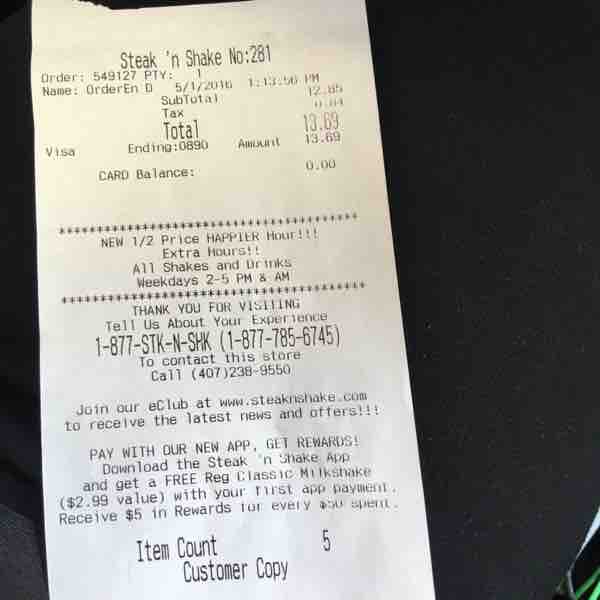 Steak 'n Shake No:281
Order: 549127 PTY: 1
Name: OrderEn D 5/1/2016 1:13:50 PM
SubTotal 12.85
Tax 0.84
Total 13.69
Visa Ending:0890 Amount 13.69
CARD Balance: 0.00
****************************************
NEW 1/2 Price HAPPIER Hour!!!
Extra Hours!!
All Shakes and Drinks
Weekdays 2-5 PM & AM
****************************************
THANK YOU FOR VISITING
Tell Us About Your Experience
1-877-STK-N-SHK (1-877-785-6745)
To contact this store
Call (407)238-9550
Join our eClub at www.steaknshake.com
to receive the latest news and offers!!!
PAY WITH OUR NEW APP, GET REWARDS!
Download the Steak 'n Shake App
and get a FREE Reg Classic Milkshake
($2.99 value) with your first app payment.
Receive $5 in Rewards for every $50 spent.
Item Count 5
Customer Copy